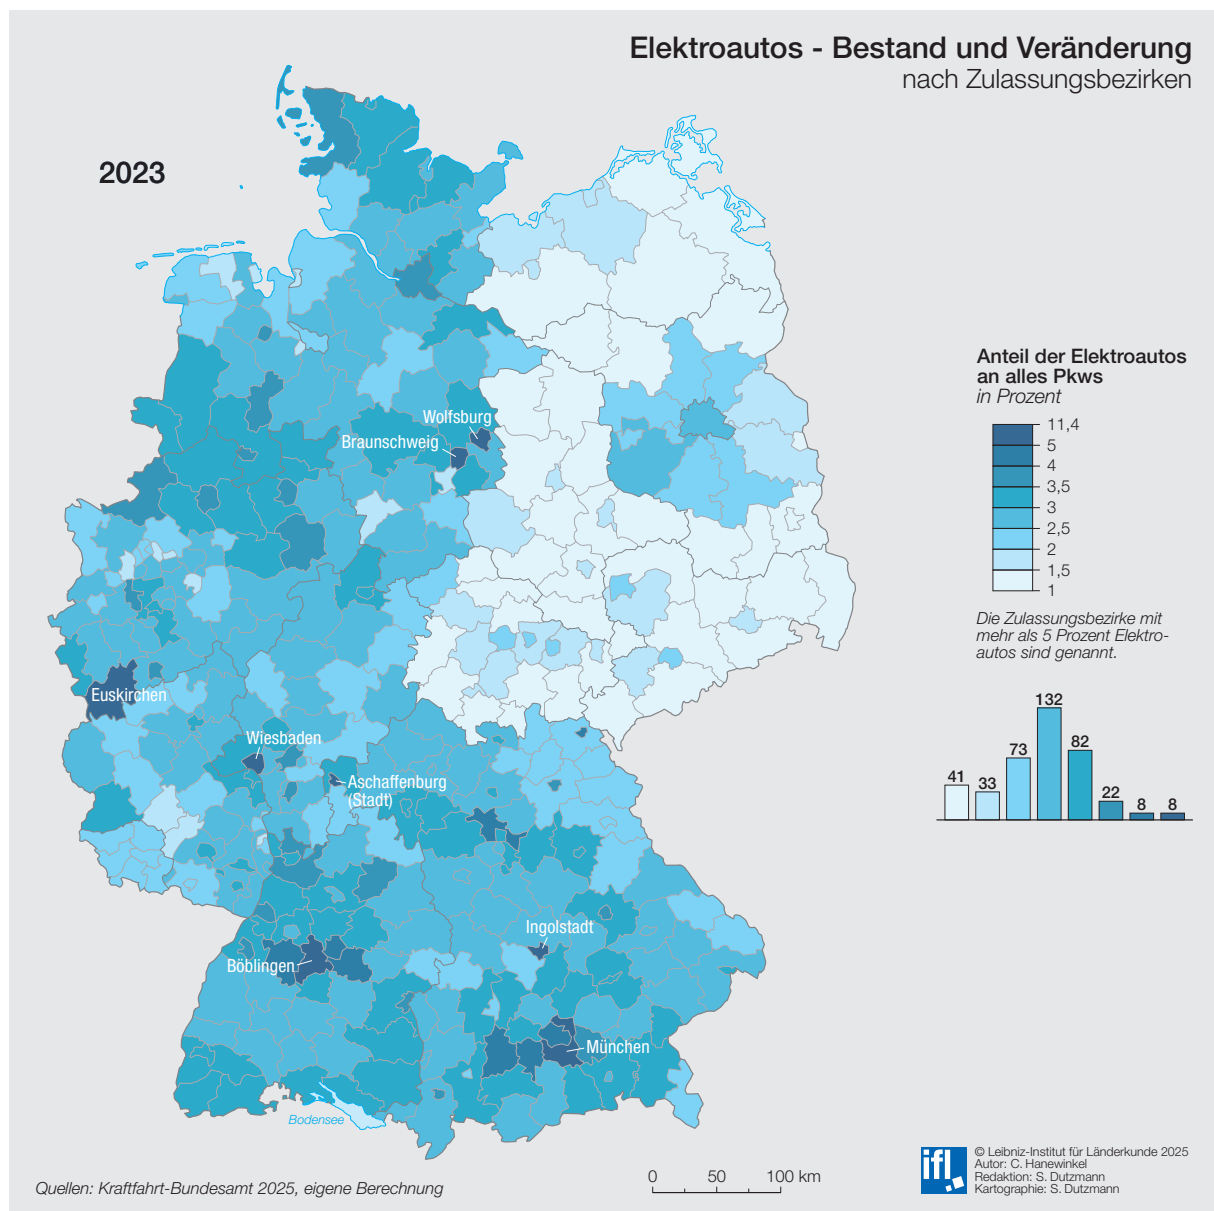 Elektroautos - Bestand und Veränderung
nach Zulassungsbezirken
2023
Wolfsburg
Braunschweig
Euskirchen
Wiesbaden
Aschaffenburg
(Stadt)
Ingolstadt
Böblingen
München
Bodensee
Anteil der Elektroautos
an alles Pkws
in Prozent
11,4
5
4
3,5
3
2,5
2
1,5
1
Die Zulassungsbezirke mit
mehr als 5 Prozent Elektro-
autos sind genannt.
41
33
73
132
82
22
8
8
0 50 100 km
Quellen: Kraftfahrt-Bundesamt 2025, eigene Berechnung
ifl
© Leibniz-Institut für Länderkunde 2025
Autor: C. Hanewinkel
Redaktion: S. Dutzmann
Kartographie: S. Dutzmann